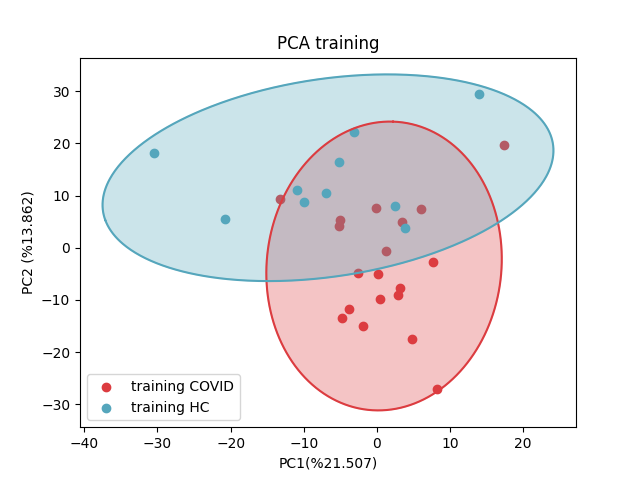 PCA training
30
20
10
0
−10
−20
−30
PC2 (%13.862)
training COVID
training HC
−40 −30 −20 −10 0 10 20
PC1(%21.507)